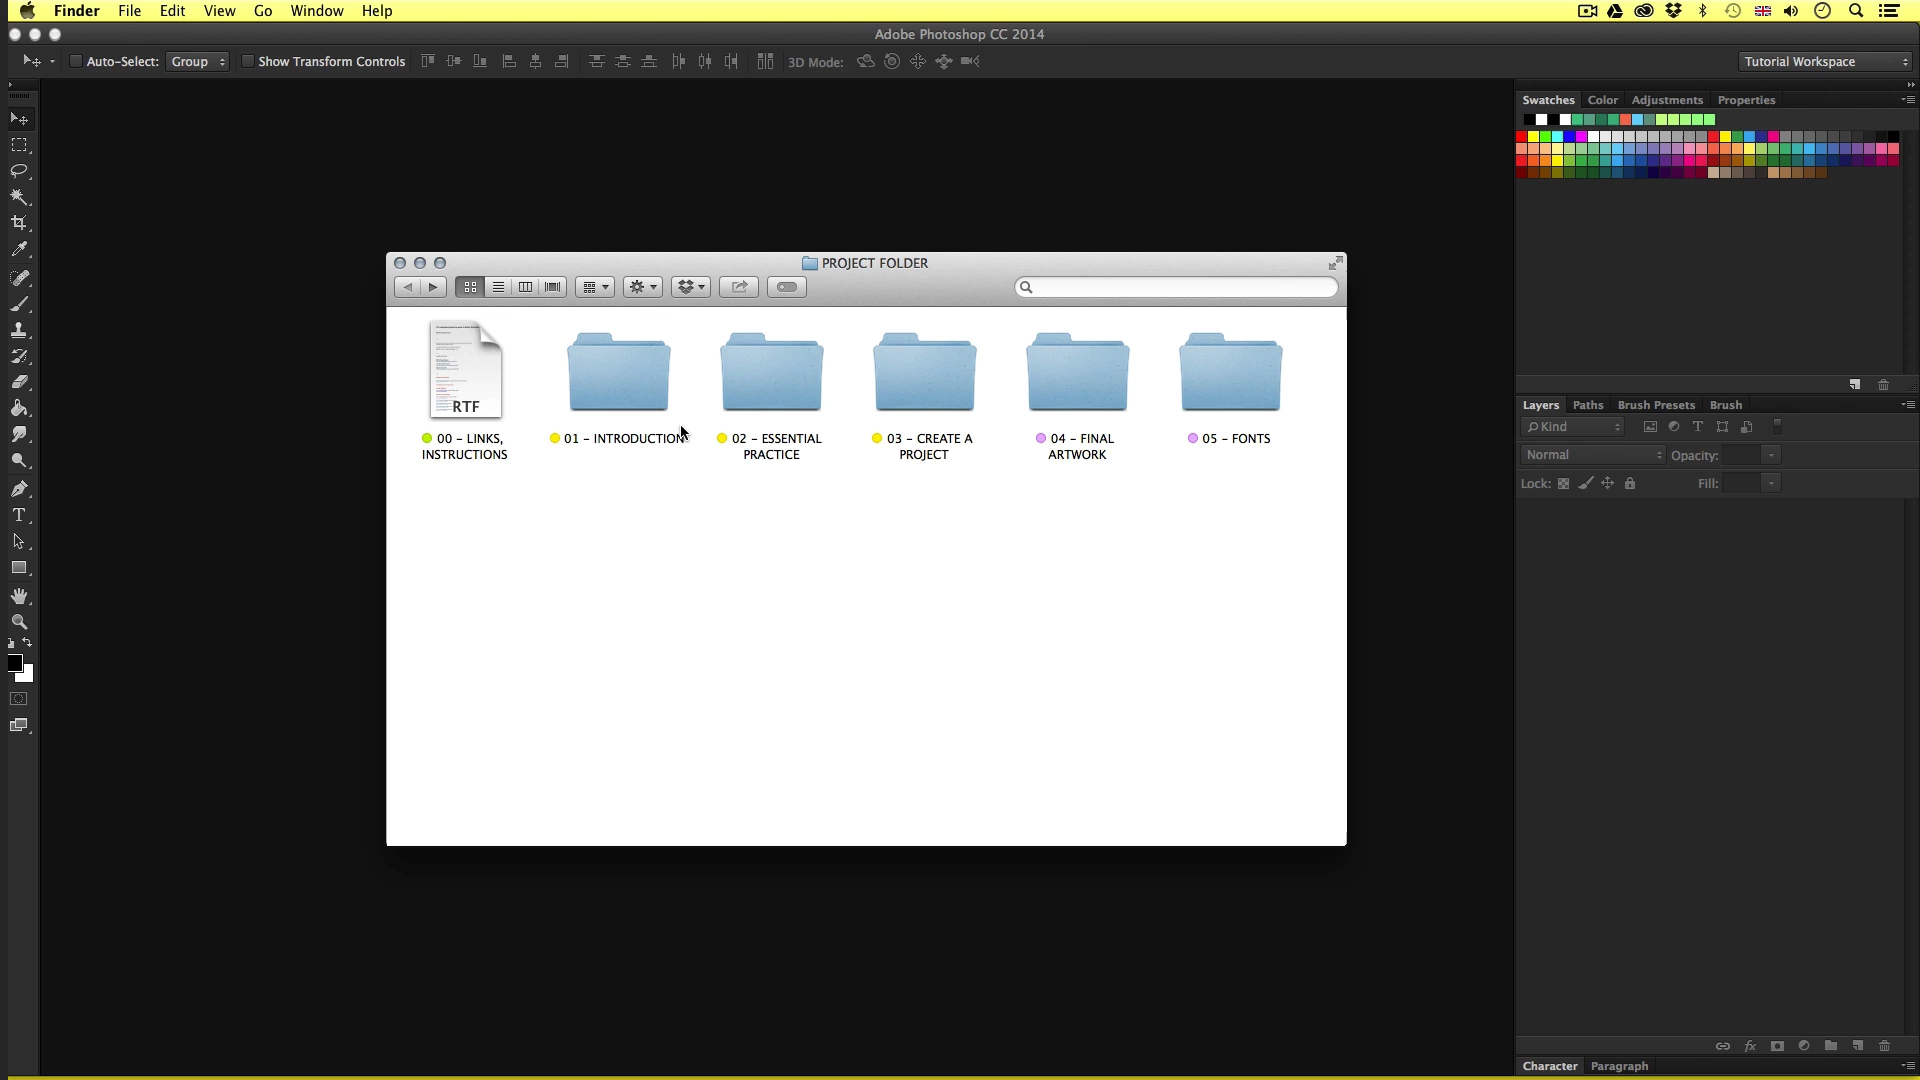 Finder File Edit View Go Window Help
Adobe Photoshop CC 2014
Auto-Select: Group Show Transform Controls 3D Mode: Tutorial Workspace
Swatches Color Adjustments Properties
PROJECT FOLDER
RTF
00 – LINKS, INSTRUCTIONS
01 – INTRODUCTION
02 – ESSENTIAL PRACTICE
03 – CREATE A PROJECT
04 – FINAL ARTWORK
05 – FONTS
Layers Paths Brush Presets Brush
Kind
Normal Opacity:
Lock: Fill:
Character Paragraph